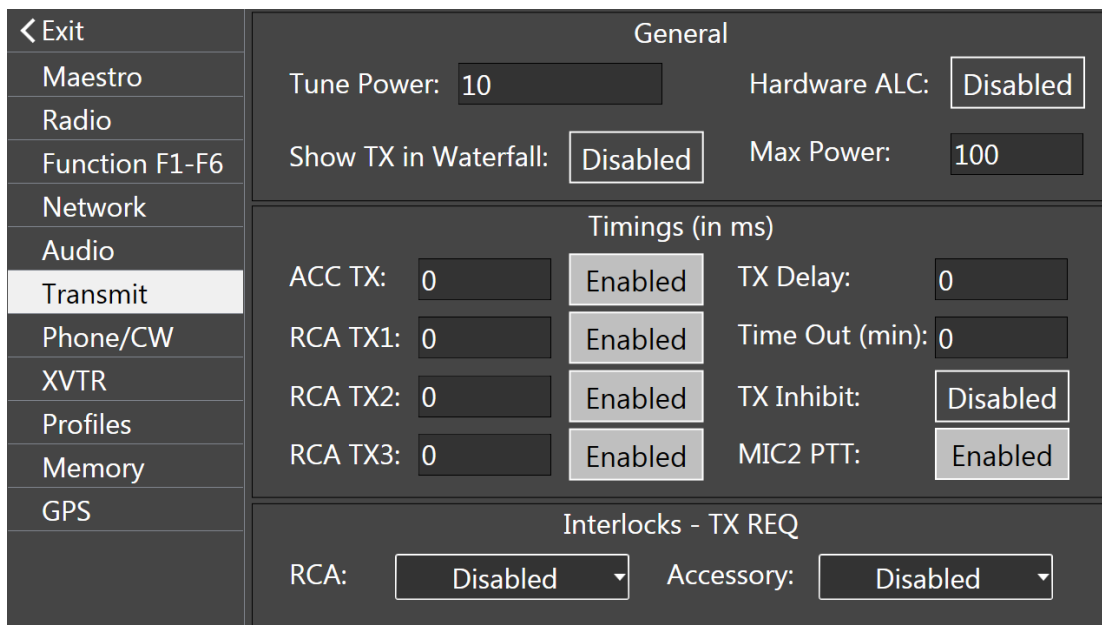 Exit
Maestro
Radio
Function F1-F6
Network
Audio
Transmit
Phone/CW
XVTR
Profiles
Memory
GPS
General
Tune Power: 10 Hardware ALC: Disabled
Show TX in Waterfall: Disabled Max Power: 100
Timings (in ms)
ACC TX: 0 Enabled TX Delay: 0
RCA TX1: 0 Enabled Time Out (min): 0
RCA TX2: 0 Enabled TX Inhibit: Disabled
RCA TX3: 0 Enabled MIC2 PTT: Enabled
Interlocks - TX REQ
RCA: Disabled Accessory: Disabled